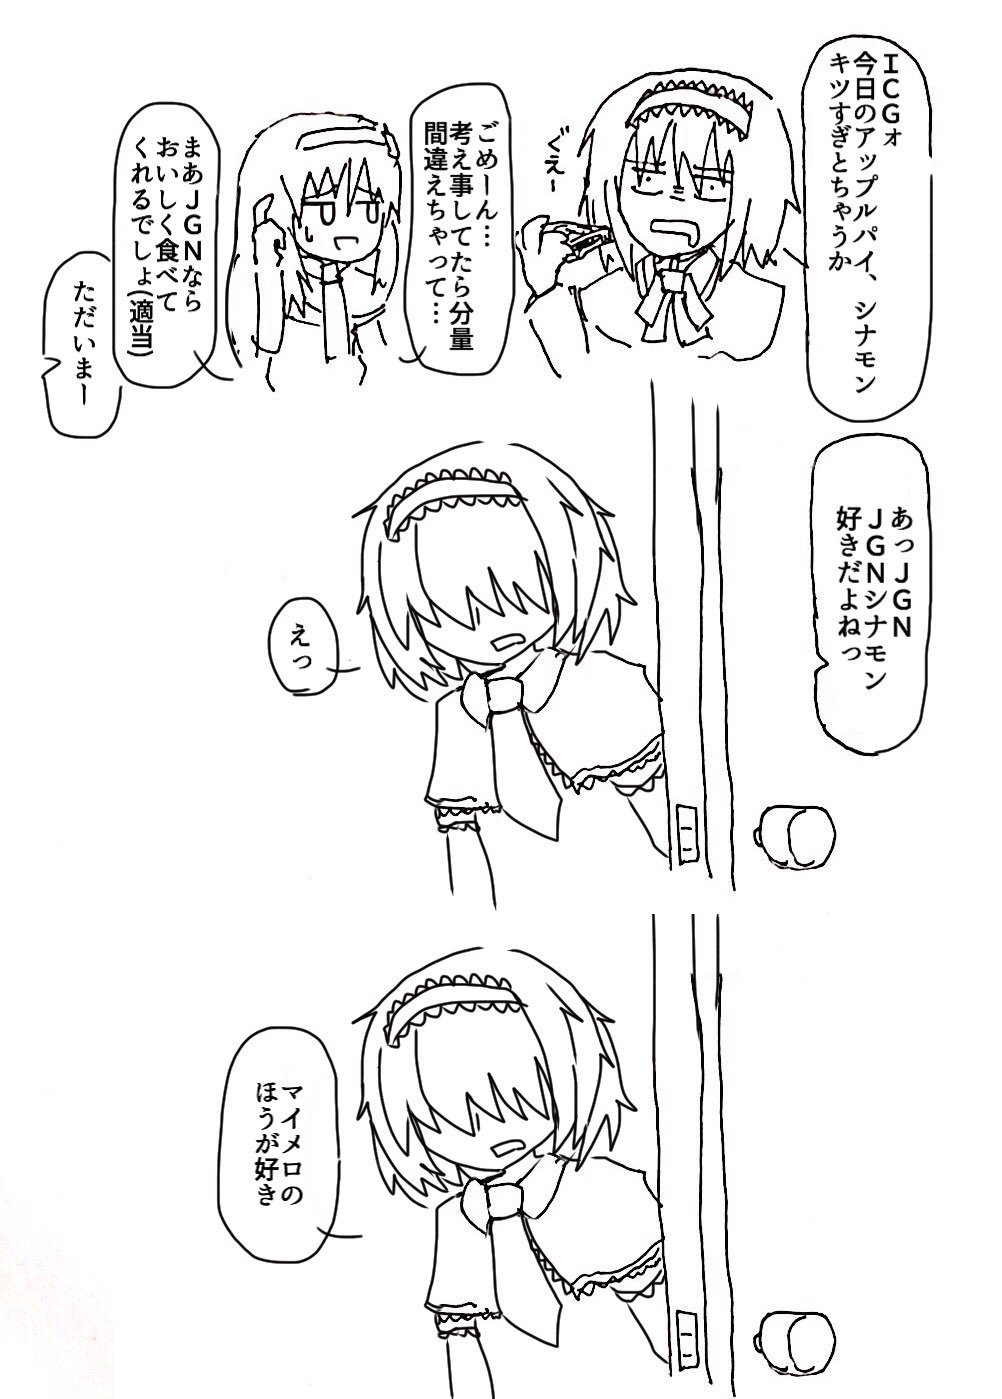 ＩＣＧォ
今日のアップルパイ、シナモン
キツすぎとちゃうか
ぐえー
ごめーん…
考え事してたら分量
間違えちゃって…
まあＪＧＮなら
おいしく食べて
くれるでしょ(適当)
ただいまー
あっＪＧＮ
ＪＧＮシナモン
好きだよねっ
えっ
マイメロの
ほうが好き